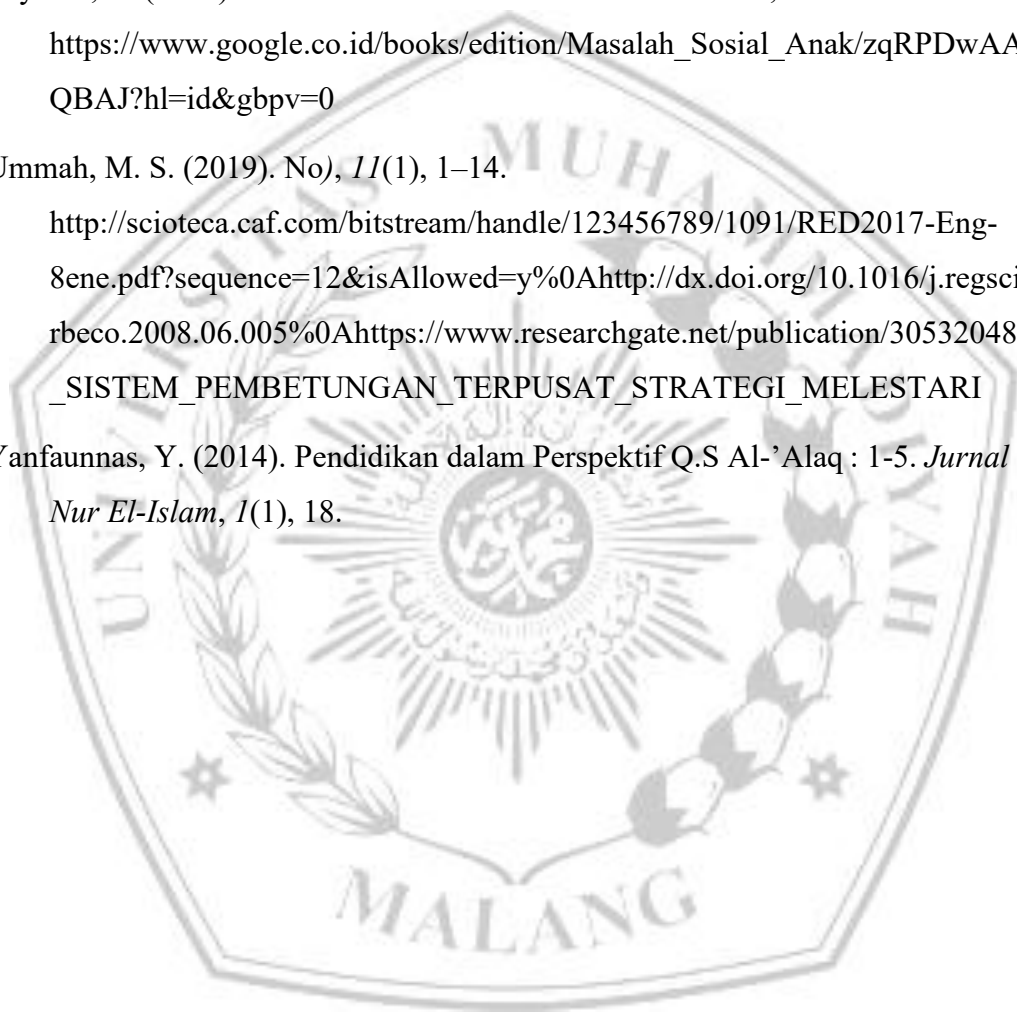 https://www.google.co.id/books/edition/Masalah_Sosial_Anak/zqRPDwAA
QBAJ?hl=id&gbpv=0
Ummah, M. S. (2019). No), 11(1), 1–14.
http://scioteca.caf.com/bitstream/handle/123456789/1091/RED2017-Eng-
8ene.pdf?sequence=12&isAllowed=y%0Ahttp://dx.doi.org/10.1016/j.regsci
rbeco.2008.06.005%0Ahttps://www.researchgate.net/publication/30532048
_SISTEM_PEMBETUNGAN_TERPUSAT_STRATEGI_MELESTARI
Yanfaunnas, Y. (2014). Pendidikan dalam Perspektif Q.S Al-’Alaq : 1-5. Jurnal
Nur El-Islam, 1(1), 18.
UNIVERSITAS MUHAMMADIYAH
MALANG